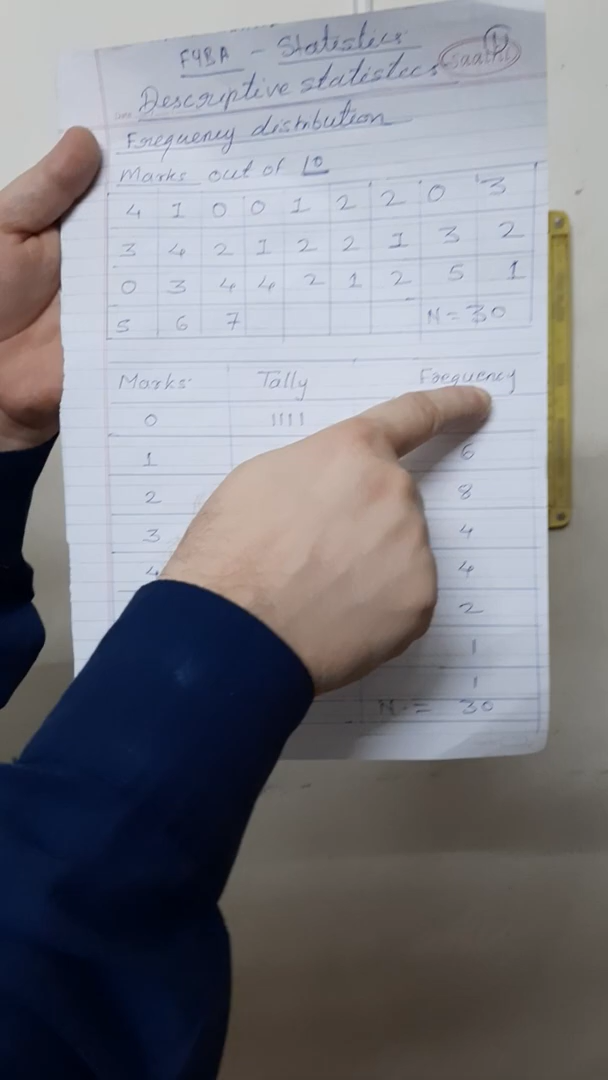 FYBA - Statistics
Saathi
Descriptive statistics
Frequency distribution
Marks out of 10
4 1 0 0 1 2 2 0 3
3 4 2 1 2 2 1 3 2
0 3 4 4 2 1 2 5 1
5 6 7 N = 30
Marks Tally Frequency
0 IIII
1 6
2 8
3 4
4 4
2
1
1
N = 30